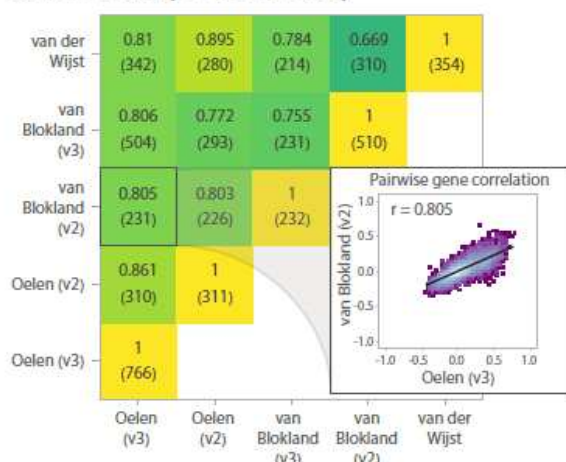 van der
Wijst
0.81
(342)
0.895
(280)
0.784
(214)
0.669
(310)
1
(354)
van
Blokland
(v3)
0.806
(504)
0.772
(293)
0.755
(231)
1
(510)
van
Blokland
(v2)
0.805
(231)
0.803
(226)
1
(232)
Oelen (v2)
0.861
(310)
1
(311)
Oelen (v3)
1
(766)
Oelen
(v3)
Oelen
(v2)
van
Blokland
(v3)
van
Blokland
(v2)
van der
Wijst
Pairwise gene correlation
r = 0.805
van Blokland (v2)
1.0
0.5
0.0
-0.5
-1.0
-1.0 -0.5 0.0 0.5 1.0
Oelen (v3)